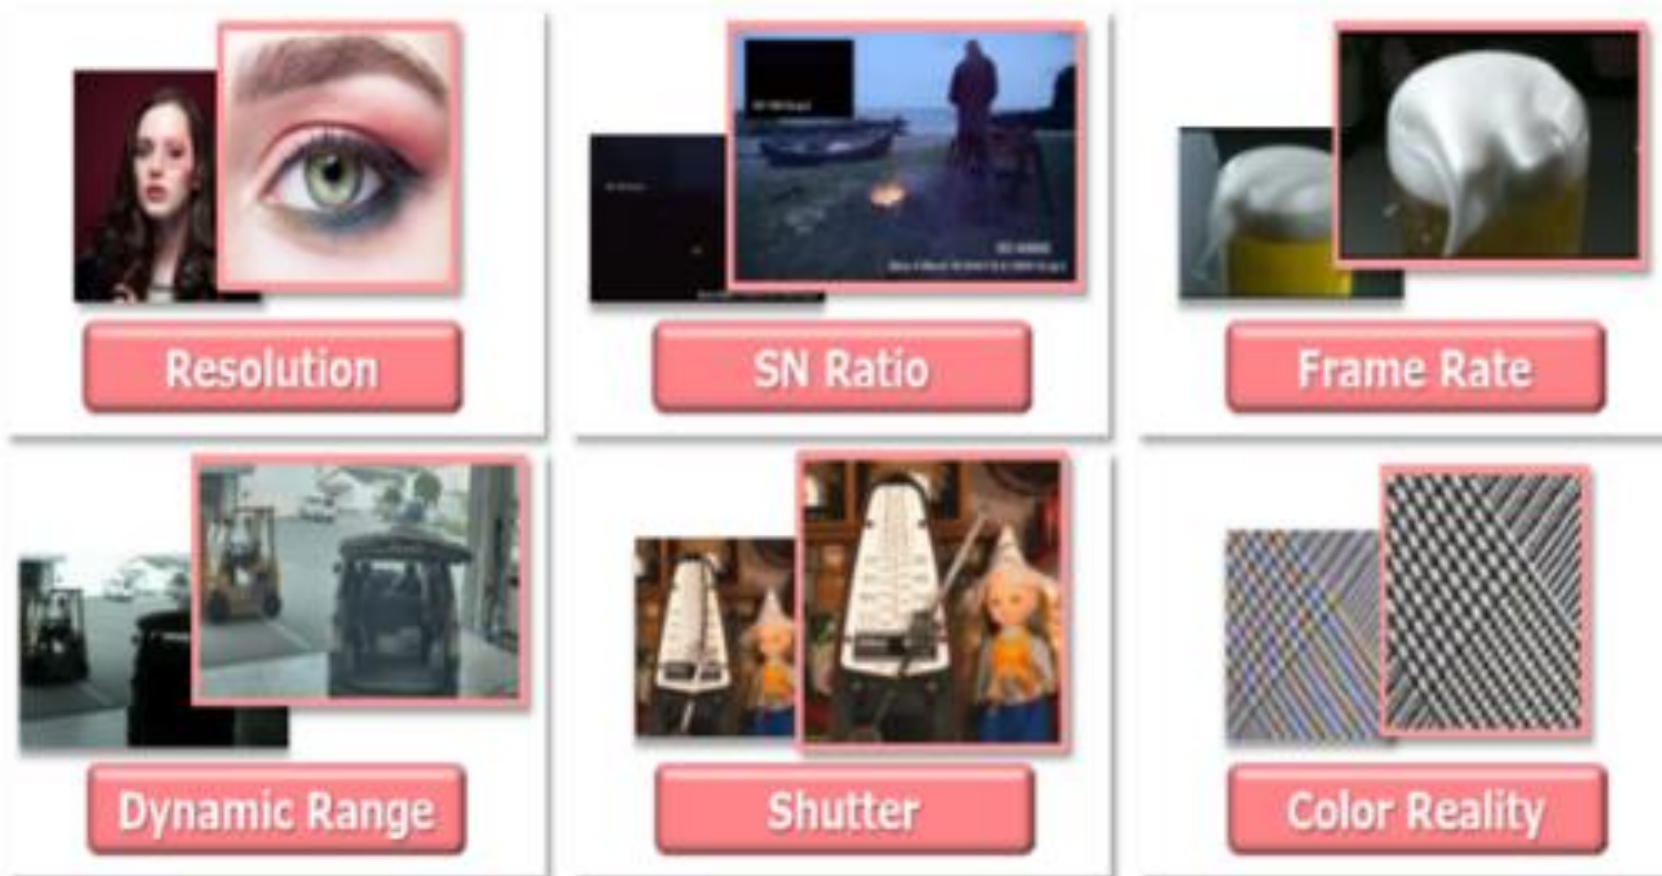 Resolution
SN Ratio
Frame Rate
Dynamic Range
Shutter
Color Reality